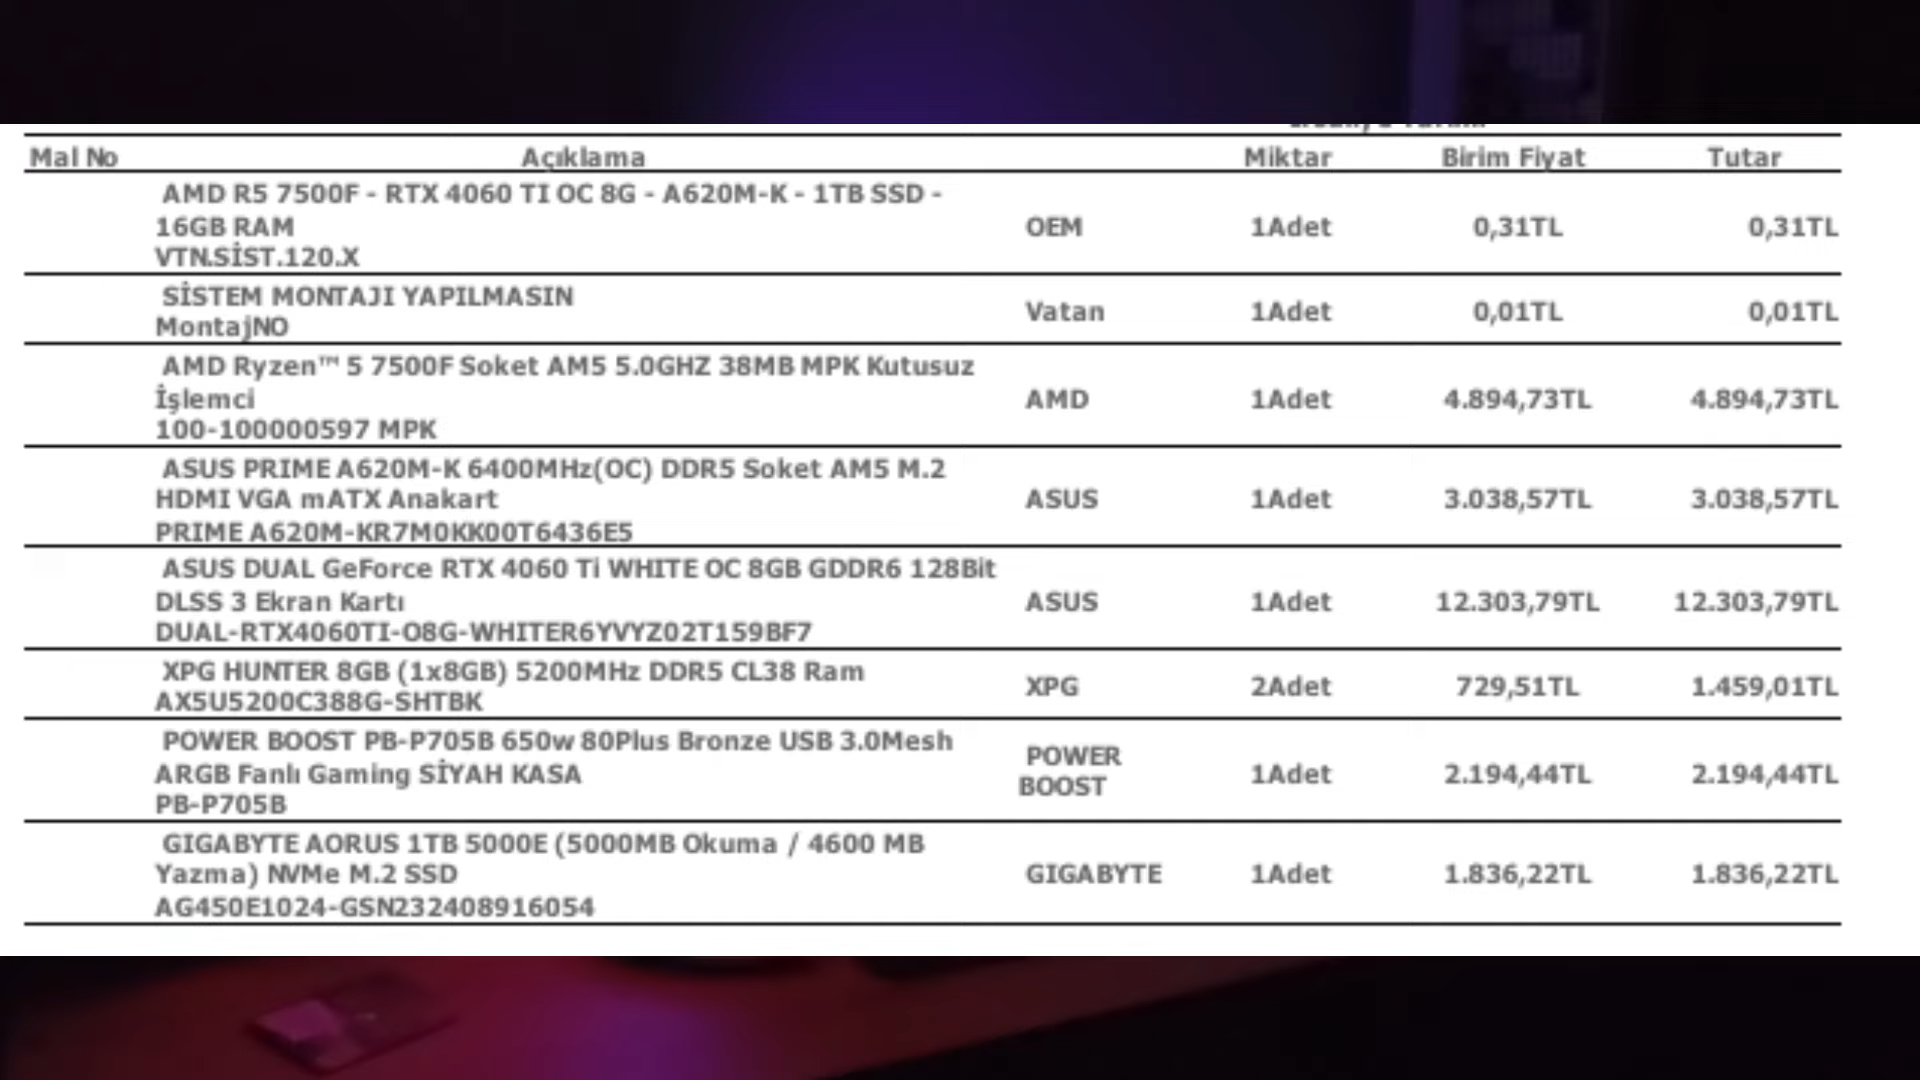 Mal No Açıklama Miktar Birim Fiyat Tutar
AMD R5 7500F - RTX 4060 TI OC 8G - A620M-K - 1TB SSD -
16GB RAM OEM 1Adet 0,31TL 0,31TL
VTN.SİST.120.X
SİSTEM MONTAJI YAPILMASIN
MontajNO Vatan 1Adet 0,01TL 0,01TL
AMD Ryzen™ 5 7500F Soket AM5 5.0GHZ 38MB MPK Kutusuz
İşlemci AMD 1Adet 4.894,73TL 4.894,73TL
100-100000597 MPK
ASUS PRIME A620M-K 6400MHz(OC) DDR5 Soket AM5 M.2
HDMI VGA mATX Anakart ASUS 1Adet 3.038,57TL 3.038,57TL
PRIME A620M-KR7M0KK00T6436E5
ASUS DUAL GeForce RTX 4060 Ti WHITE OC 8GB GDDR6 128Bit
DLSS 3 Ekran Kartı ASUS 1Adet 12.303,79TL 12.303,79TL
DUAL-RTX4060TI-O8G-WHITER6YVYZ02T159BF7
XPG HUNTER 8GB (1x8GB) 5200MHz DDR5 CL38 Ram
AX5U5200C388G-SHTBK XPG 2Adet 729,51TL 1.459,01TL
POWER BOOST PB-P705B 650w 80Plus Bronze USB 3.0Mesh
ARGB Fanlı Gaming SİYAH KASA POWER BOOST 1Adet 2.194,44TL 2.194,44TL
PB-P705B
GIGABYTE AORUS 1TB 5000E (5000MB Okuma / 4600 MB
Yazma) NVMe M.2 SSD GIGABYTE 1Adet 1.836,22TL 1.836,22TL
AG450E1024-GSN232408916054